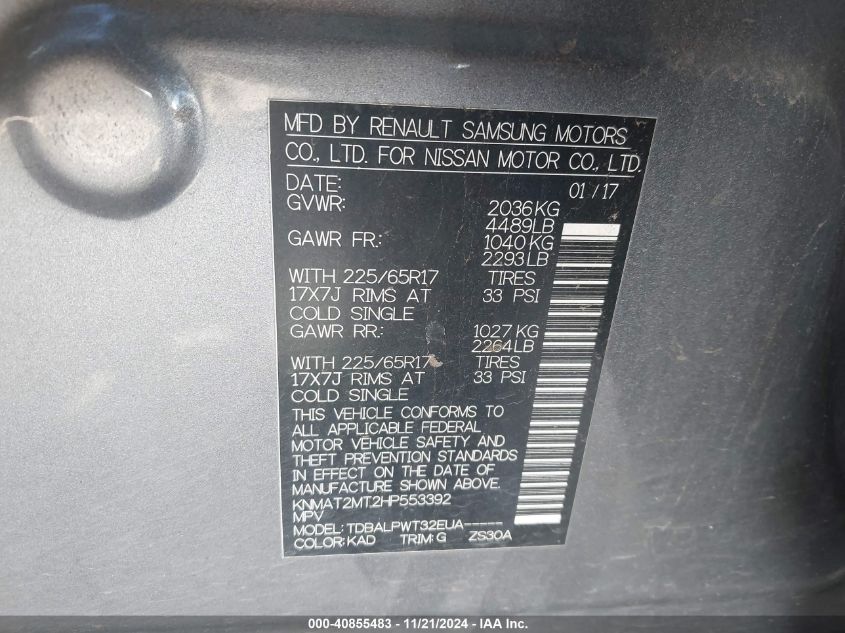 MFD BY RENAULT SAMSUNG MOTORS
CO., LTD. FOR NISSAN MOTOR CO., LTD.
DATE: 01/17
GVWR: 2036KG
4489LB
GAWR FR.: 1040KG
2293LB
WITH 225/65R17 TIRES
17X7J RIMS AT 33 PSI
COLD SINGLE
GAWR RR.: 1027KG
2264LB
WITH 225/65R17 TIRES
17X7J RIMS AT 33 PSI
COLD SINGLE
THIS VEHICLE CONFORMS TO
ALL APPLICABLE FEDERAL
MOTOR VEHICLE SAFETY AND
THEFT PREVENTION STANDARDS
IN EFFECT ON THE DATE OF
MANUFACTURE SHOWN ABOVE.
KNMAT2MT2HP553392
MPV
MODEL: TDBALPWT32EUA-----
COLOR:KAD TRIM:G ZS30A
000-40855483 - 11/21/2024 - IAA Inc.